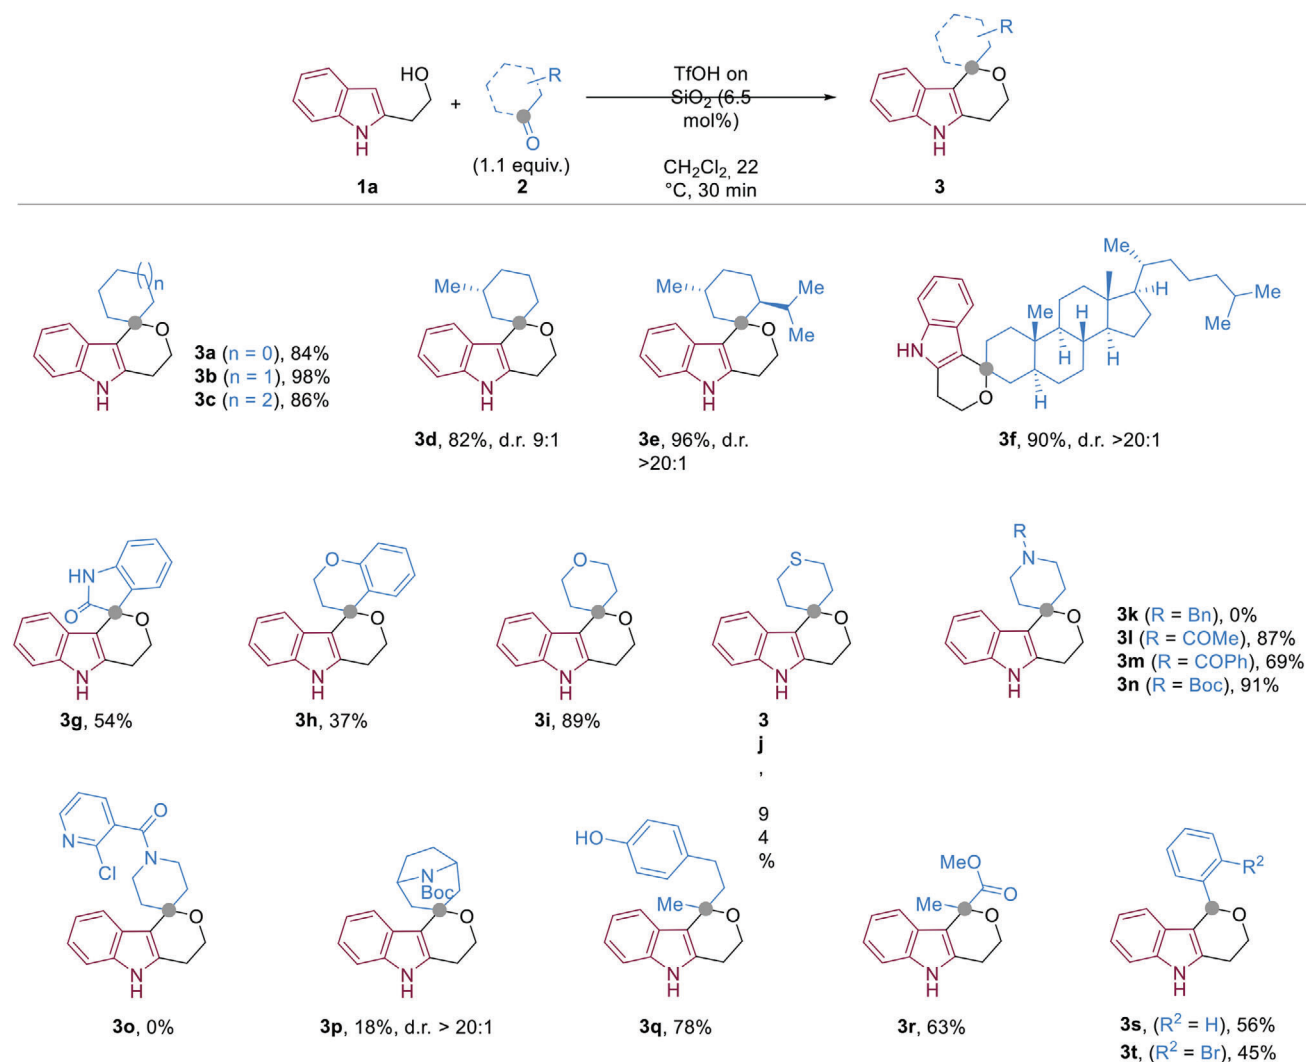 R
HO
TfOH on
R
O
+
SiO₂ (6.5
mol%)
N
H
O
N
H
(1.1 equiv.)
CH₂Cl₂, 22
1a
2
°C, 30 min
3
n
O
N
H
3a (n = 0), 84%
3b (n = 1), 98%
3c (n = 2), 86%
Me
O
N
H
3d, 82%, d.r. 9:1
Me
Me
Me
O
N
H
3e, 96%, d.r.
>20:1
Me
Me
Me
Me
Me
H
H
H
H
HN
O
3f, 90%, d.r. >20:1
HN
O
O
N
H
3g, 54%
O
O
N
H
3h, 37%
O
O
N
H
3i, 89%
S
O
N
H
3
j
,
9
4
%
R
N
O
N
H
3k (R = Bn), 0%
3l (R = COMe), 87%
3m (R = COPh), 69%
3n (R = Boc), 91%
O
N
N
Cl
O
N
H
3o, 0%
N
Boc
O
N
H
3p, 18%, d.r. > 20:1
HO
Me
O
N
H
3q, 78%
MeO
O
Me
O
N
H
3r, 63%
R²
O
N
H
3s, (R² = H), 56%
3t, (R² = Br), 45%